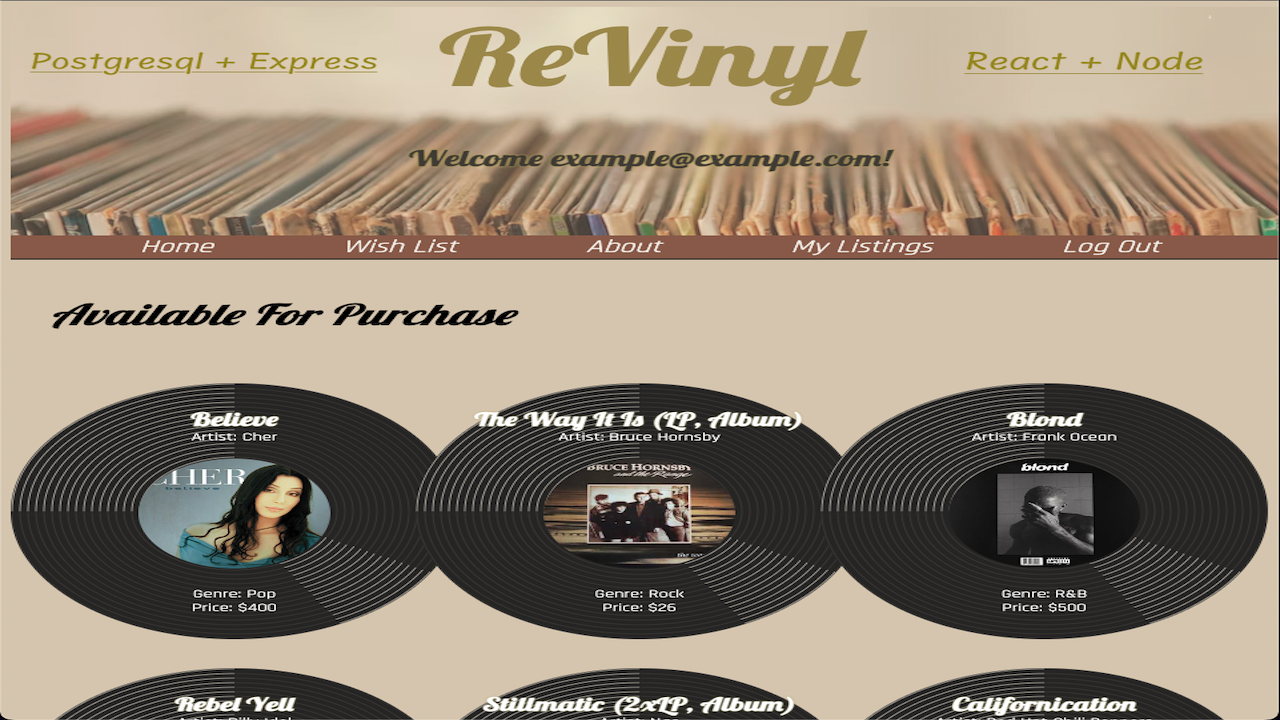 Postgresql + Express
ReVinyl
React + Node
Welcome example@example.com!
Home
Wish List
About
My Listings
Log Out
Available For Purchase
Believe
Artist: Cher
CHER
believe
Genre: Pop
Price: $400
The Way It Is (LP, Album)
Artist: Bruce Hornsby
BRUCE HORNSBY
and the Range
Genre: Rock
Price: $26
Blond
Artist: Frank Ocean
blond
Genre: R&B
Price: $500
Rebel Yell
Stillmatic (2xLP, Album)
Californication